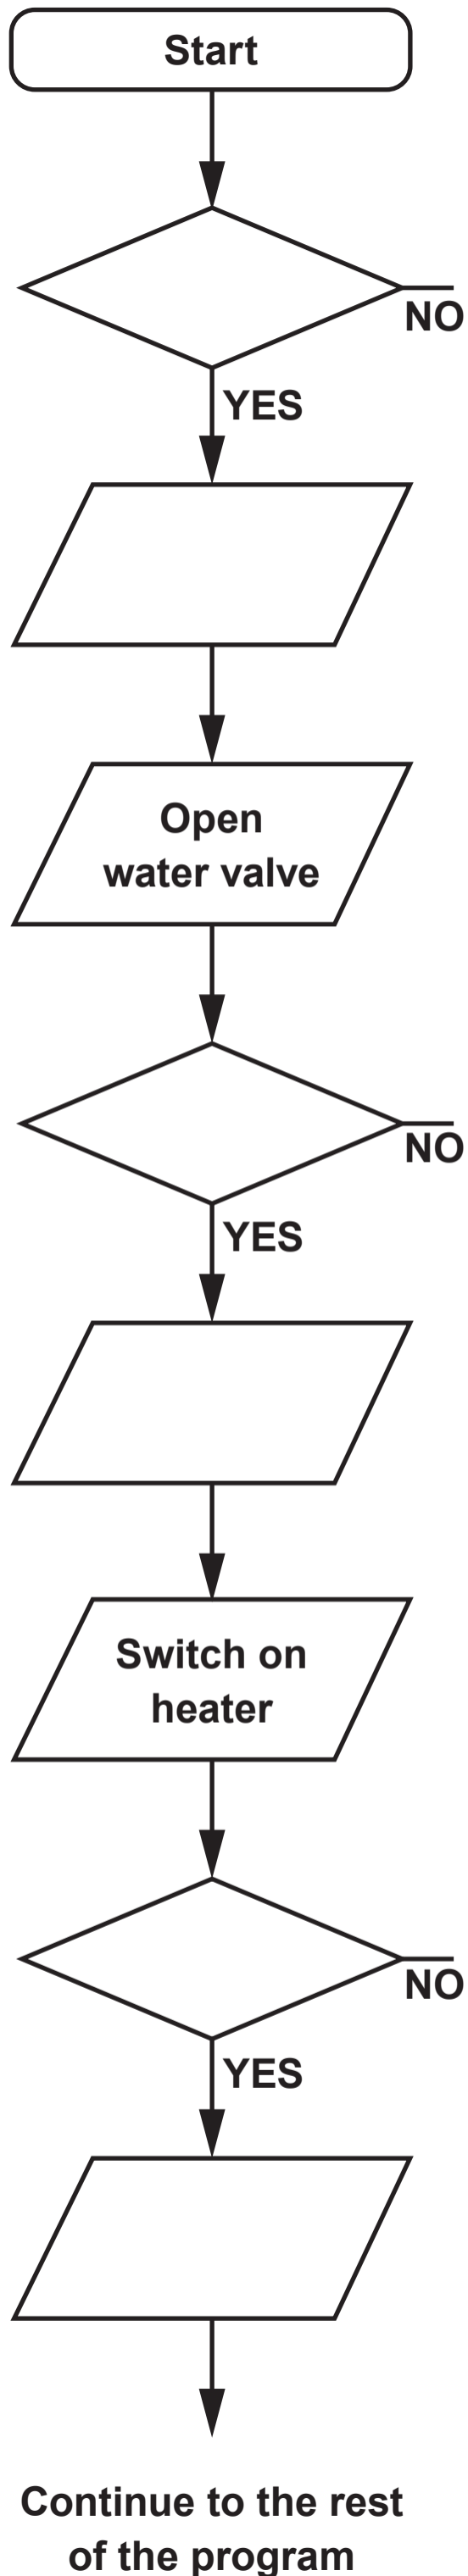 Start
NO
YES
Open
water valve
NO
YES
Switch on
heater
NO
YES
Continue to the rest
of the program